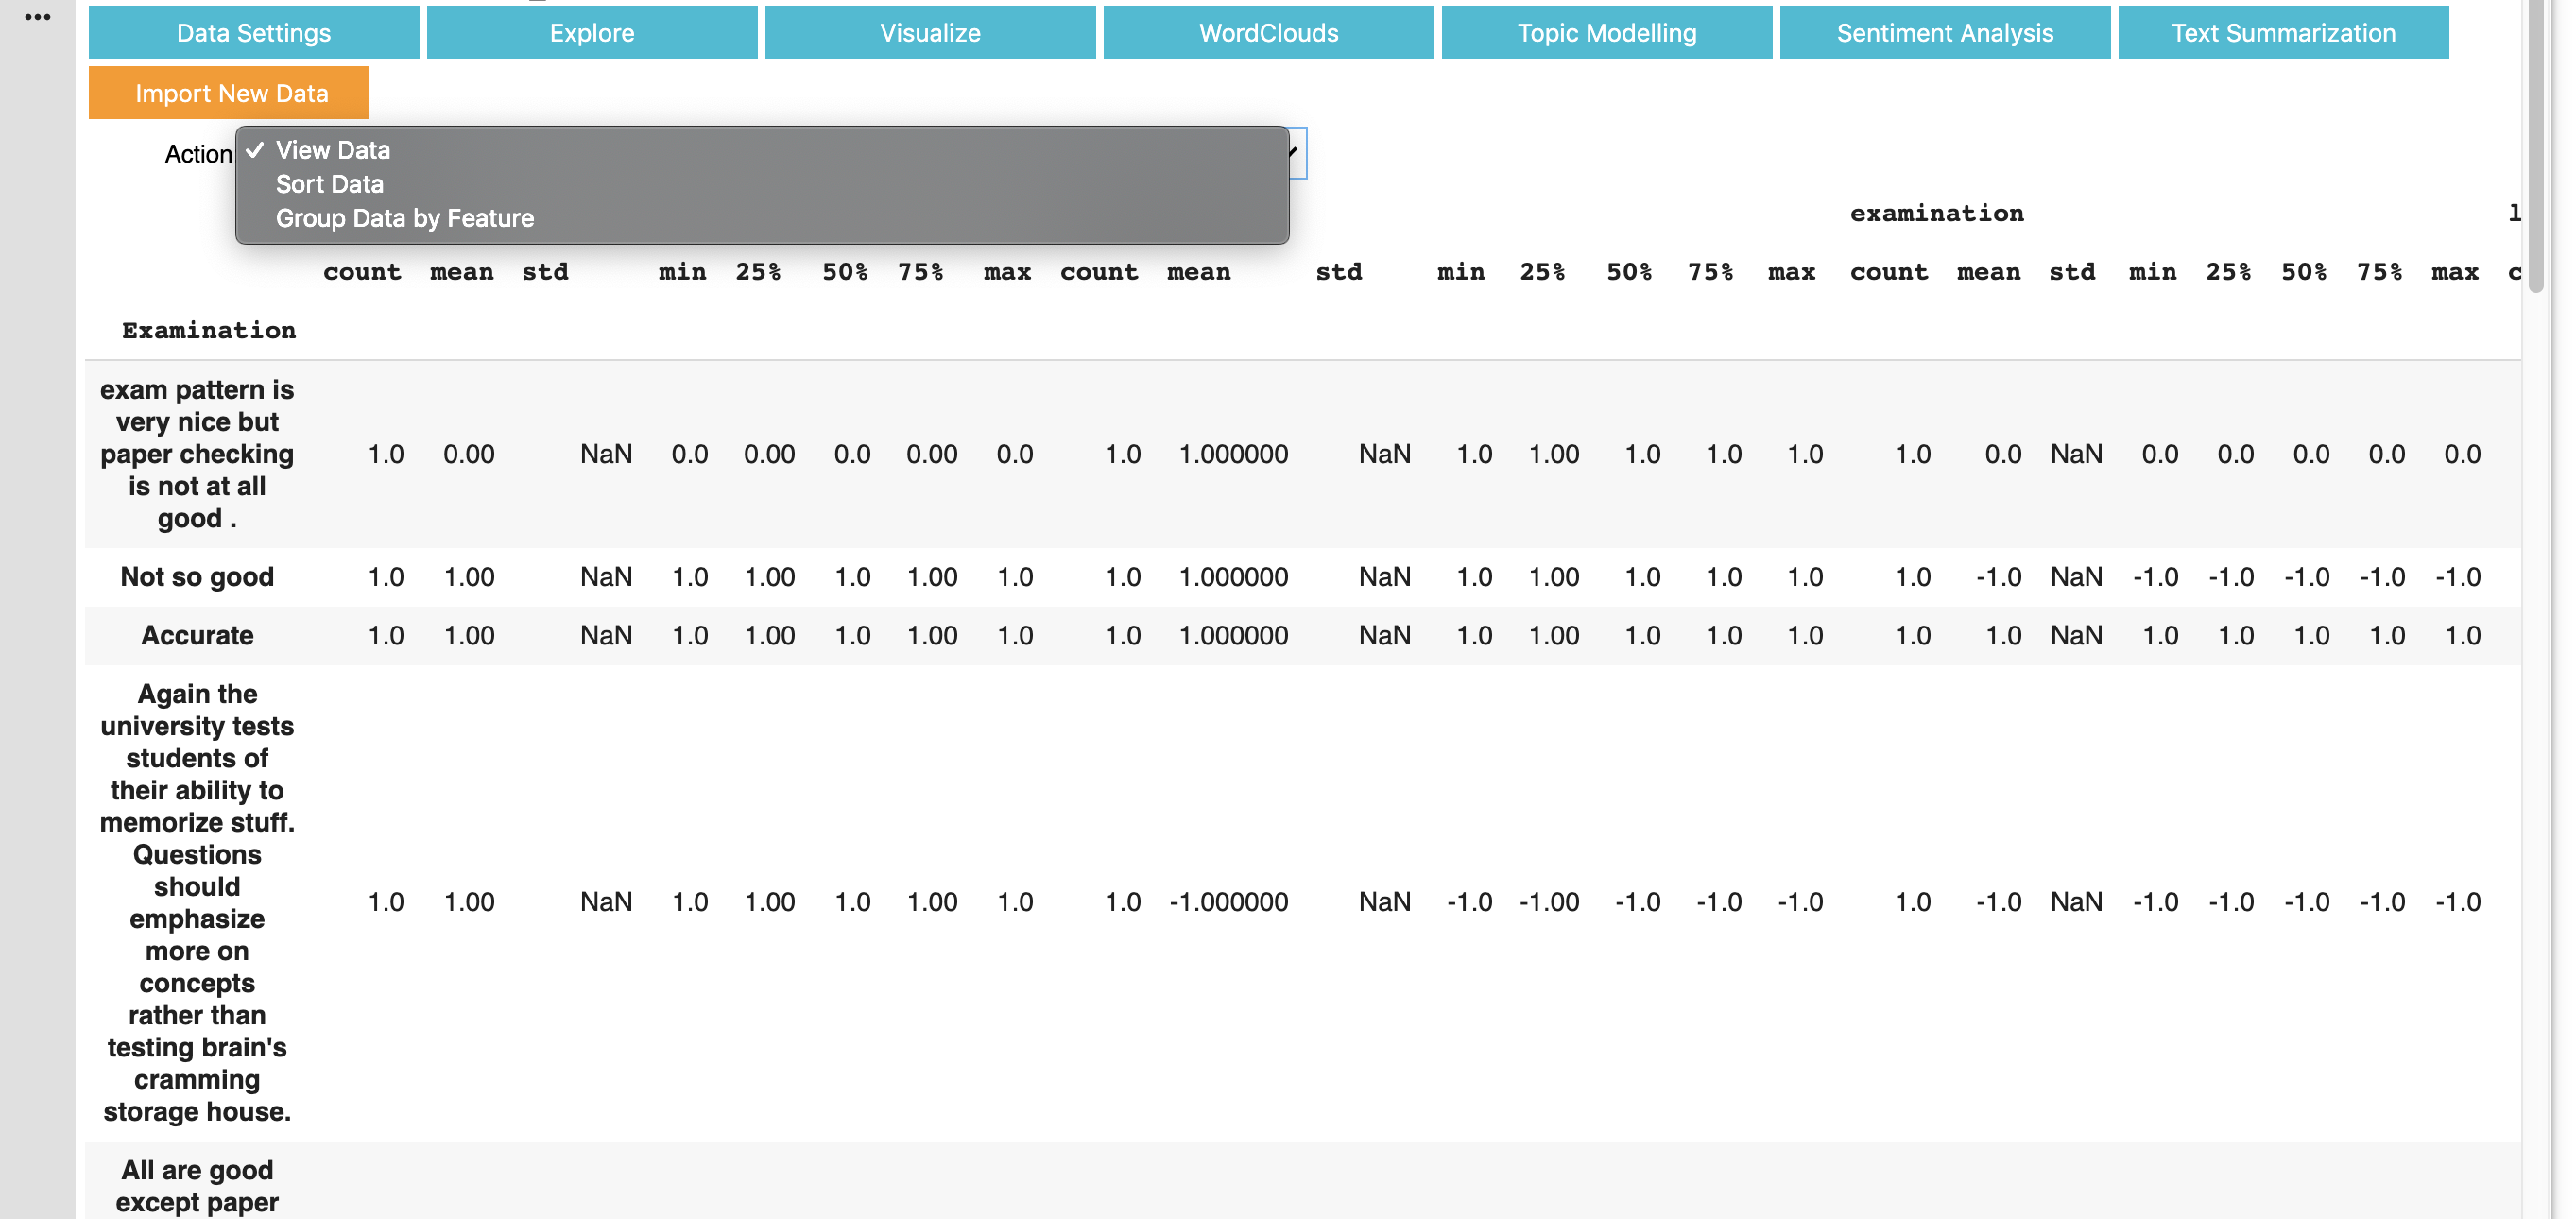 Data Settings Explore Visualize WordClouds Topic Modelling Sentiment Analysis Text Summarization
Import New Data
Action
View Data
Sort Data
Group Data by Feature
examination
count mean std min 25% 50% 75% max count mean std min 25% 50% 75% max count mean std min 25% 50% 75% max
Examination
exam pattern is
very nice but
paper checking
is not at all
good .
1.0 0.00 NaN 0.0 0.00 0.0 0.00 0.0 1.0 1.000000 NaN 1.0 1.00 1.0 1.0 1.0 1.0 0.0 NaN 0.0 0.0 0.0 0.0 0.0
Not so good 1.0 1.00 NaN 1.0 1.00 1.0 1.00 1.0 1.0 1.000000 NaN 1.0 1.00 1.0 1.0 1.0 1.0 -1.0 NaN -1.0 -1.0 -1.0 -1.0 -1.0
Accurate 1.0 1.00 NaN 1.0 1.00 1.0 1.00 1.0 1.0 1.000000 NaN 1.0 1.00 1.0 1.0 1.0 1.0 1.0 NaN 1.0 1.0 1.0 1.0 1.0
Again the
university tests
students of
their ability to
memorize stuff.
Questions
should
emphasize
more on
concepts
rather than
testing brain's
cramming
storage house.
1.0 1.00 NaN 1.0 1.00 1.0 1.00 1.0 1.0 -1.000000 NaN -1.0 -1.00 -1.0 -1.0 -1.0 1.0 -1.0 NaN -1.0 -1.0 -1.0 -1.0 -1.0
All are good
except paper